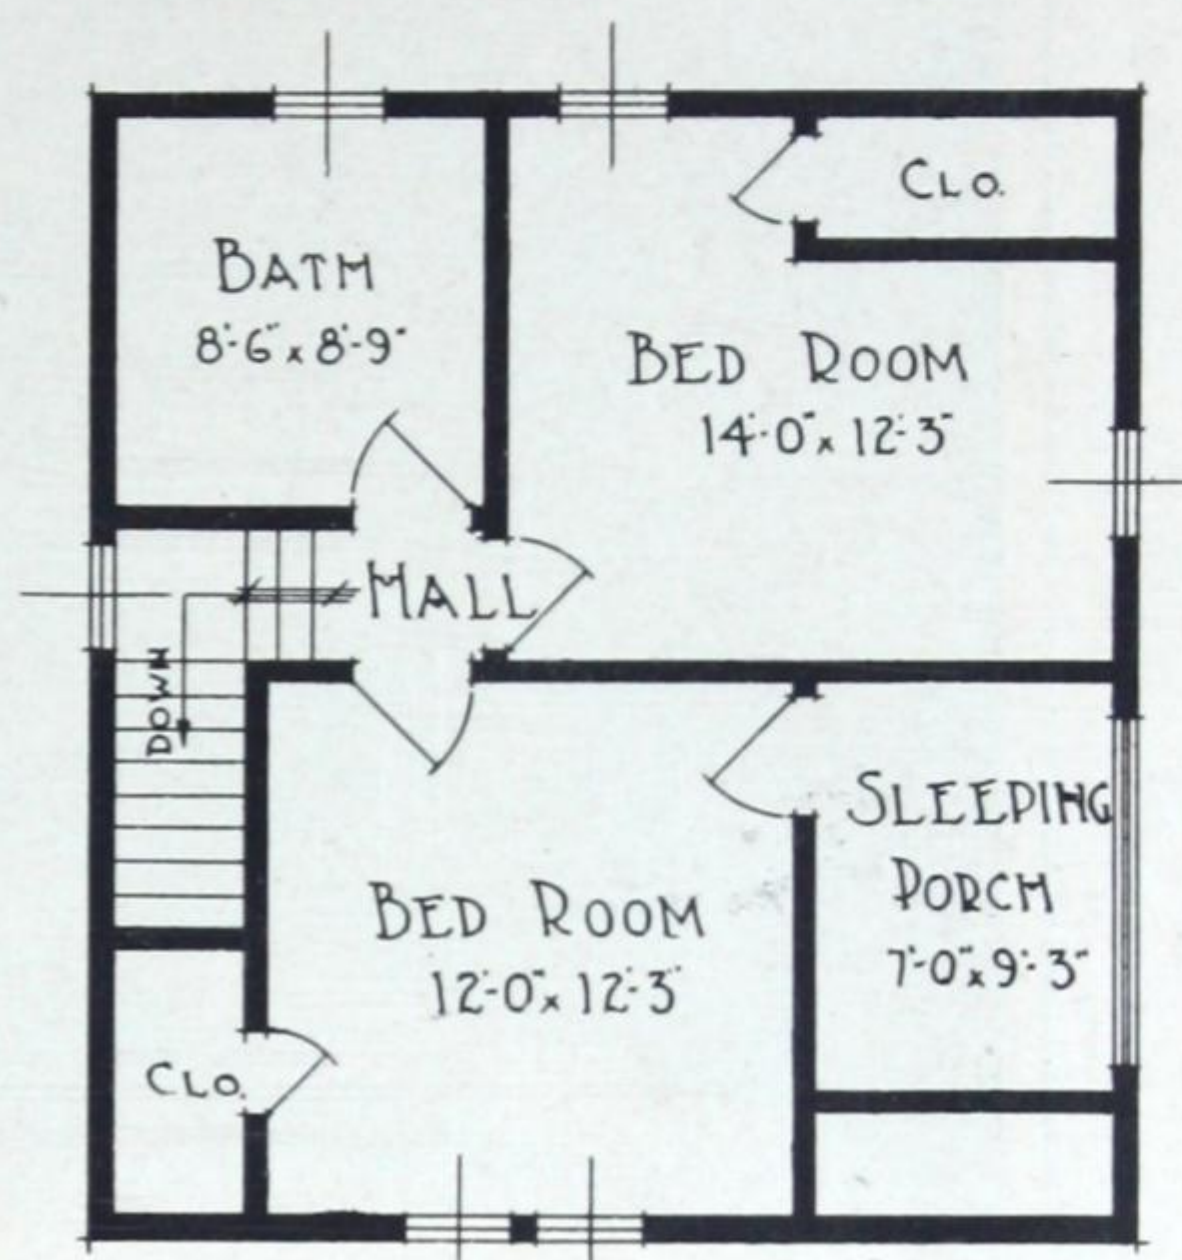 CLO.
BATH
8'-6" x 8'-9"
BED ROOM
14'-0" x 12'-3"
HALL
DOWN
SLEEPING
PORCH
7'-0" x 9'-3"
BED ROOM
12'-0" x 12'-3"
CLO.